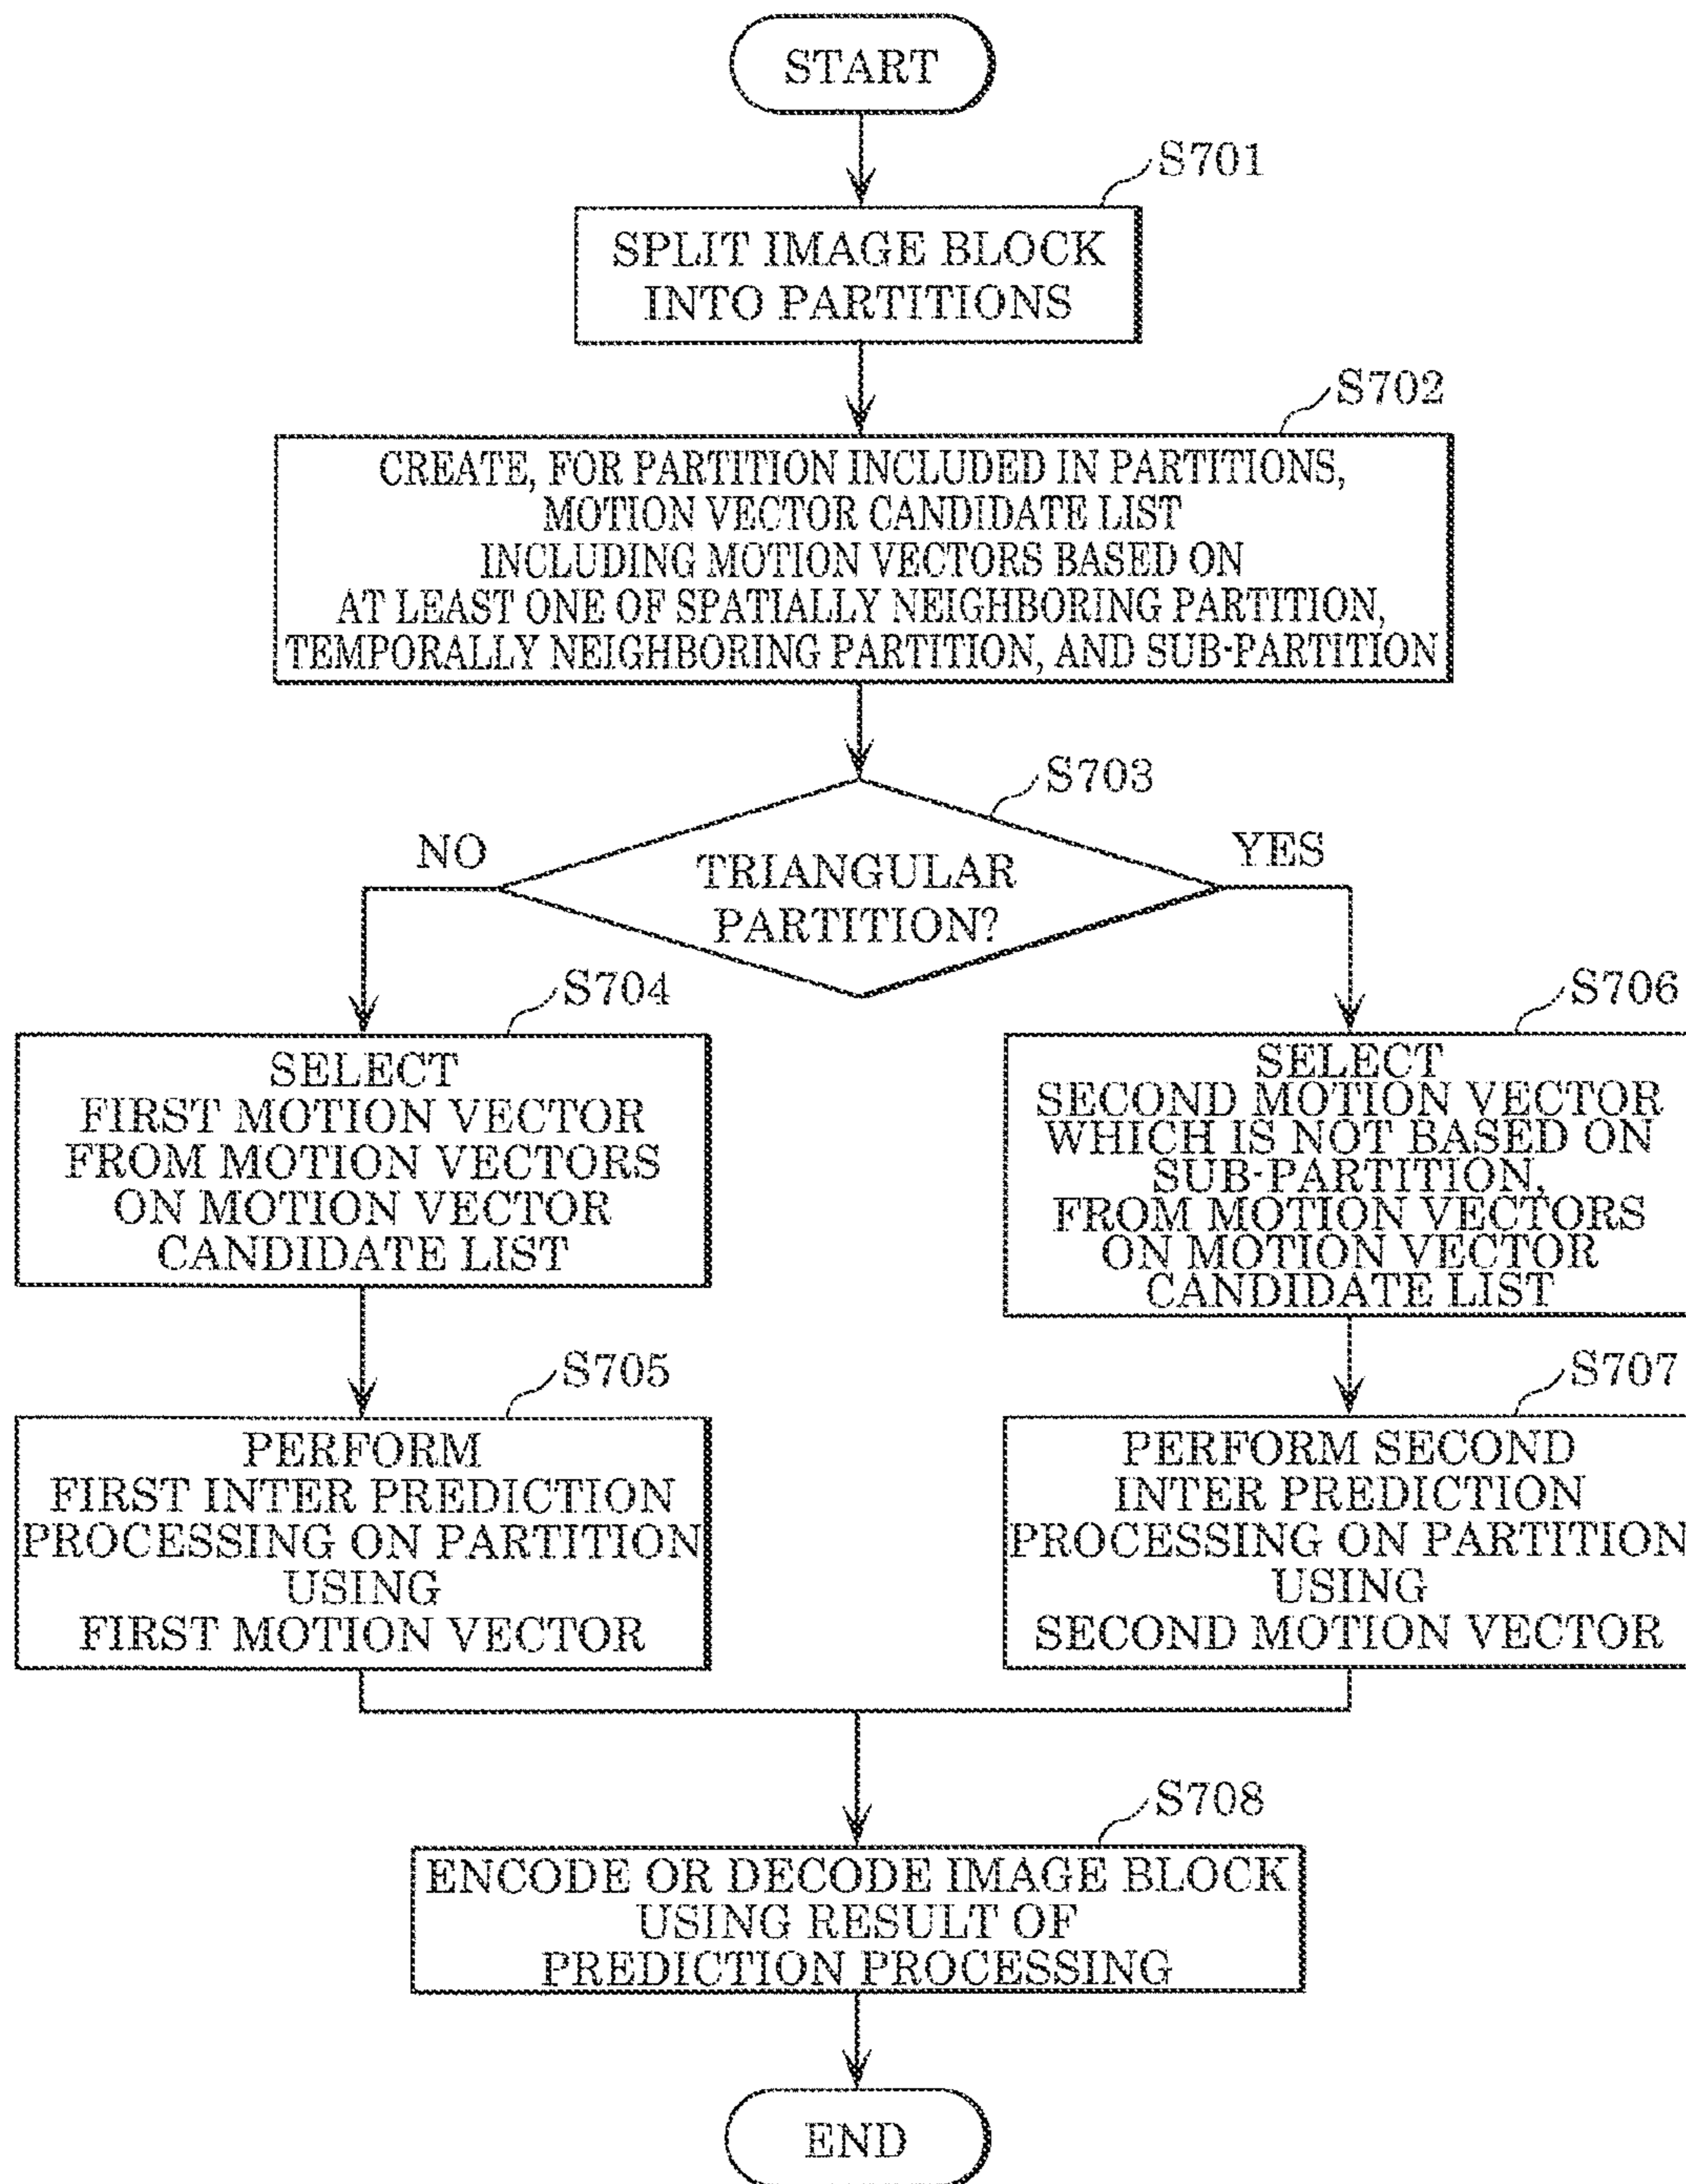 START
S701
SPLIT IMAGE BLOCK
INTO PARTITIONS
S702
CREATE, FOR PARTITION INCLUDED IN PARTITIONS,
MOTION VECTOR CANDIDATE LIST
INCLUDING MOTION VECTORS BASED ON
AT LEAST ONE OF SPATIALLY NEIGHBORING PARTITION,
TEMPORALLY NEIGHBORING PARTITION, AND SUB-PARTITION
S703
NO
YES
TRIANGULAR
PARTITION?
S704
SELECT
FIRST MOTION VECTOR
FROM MOTION VECTORS
ON MOTION VECTOR
CANDIDATE LIST
S706
SELECT
SECOND MOTION VECTOR
WHICH IS NOT BASED ON
SUB-PARTITION,
FROM MOTION VECTORS
ON MOTION VECTOR
CANDIDATE LIST
S705
PERFORM
FIRST INTER PREDICTION
PROCESSING ON PARTITION
USING
FIRST MOTION VECTOR
S707
PERFORM SECOND
INTER PREDICTION
PROCESSING ON PARTITION
USING
SECOND MOTION VECTOR
S708
ENCODE OR DECODE IMAGE BLOCK
USING RESULT OF
PREDICTION PROCESSING
END